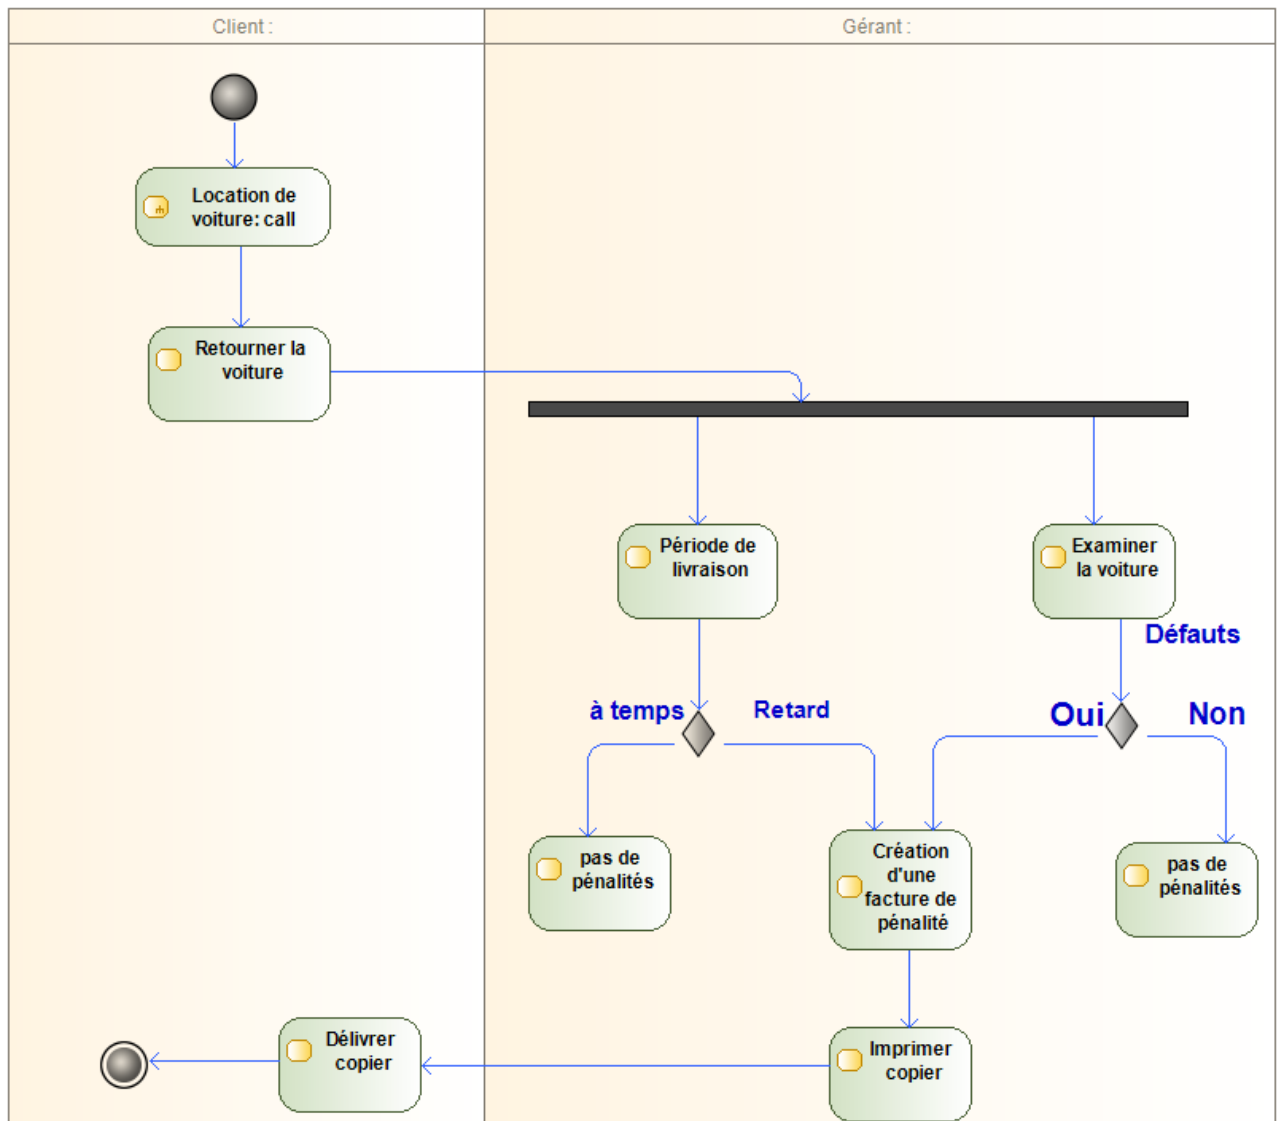 Client :
Gérant :
Location de
voiture: call
Retourner la
voiture
Période de
livraison
Examiner
la voiture
Défauts
à temps
Retard
Oui
Non
pas de
pénalités
Création
d'une
facture de
pénalité
pas de
pénalités
Délivrer
copier
Imprimer
copier